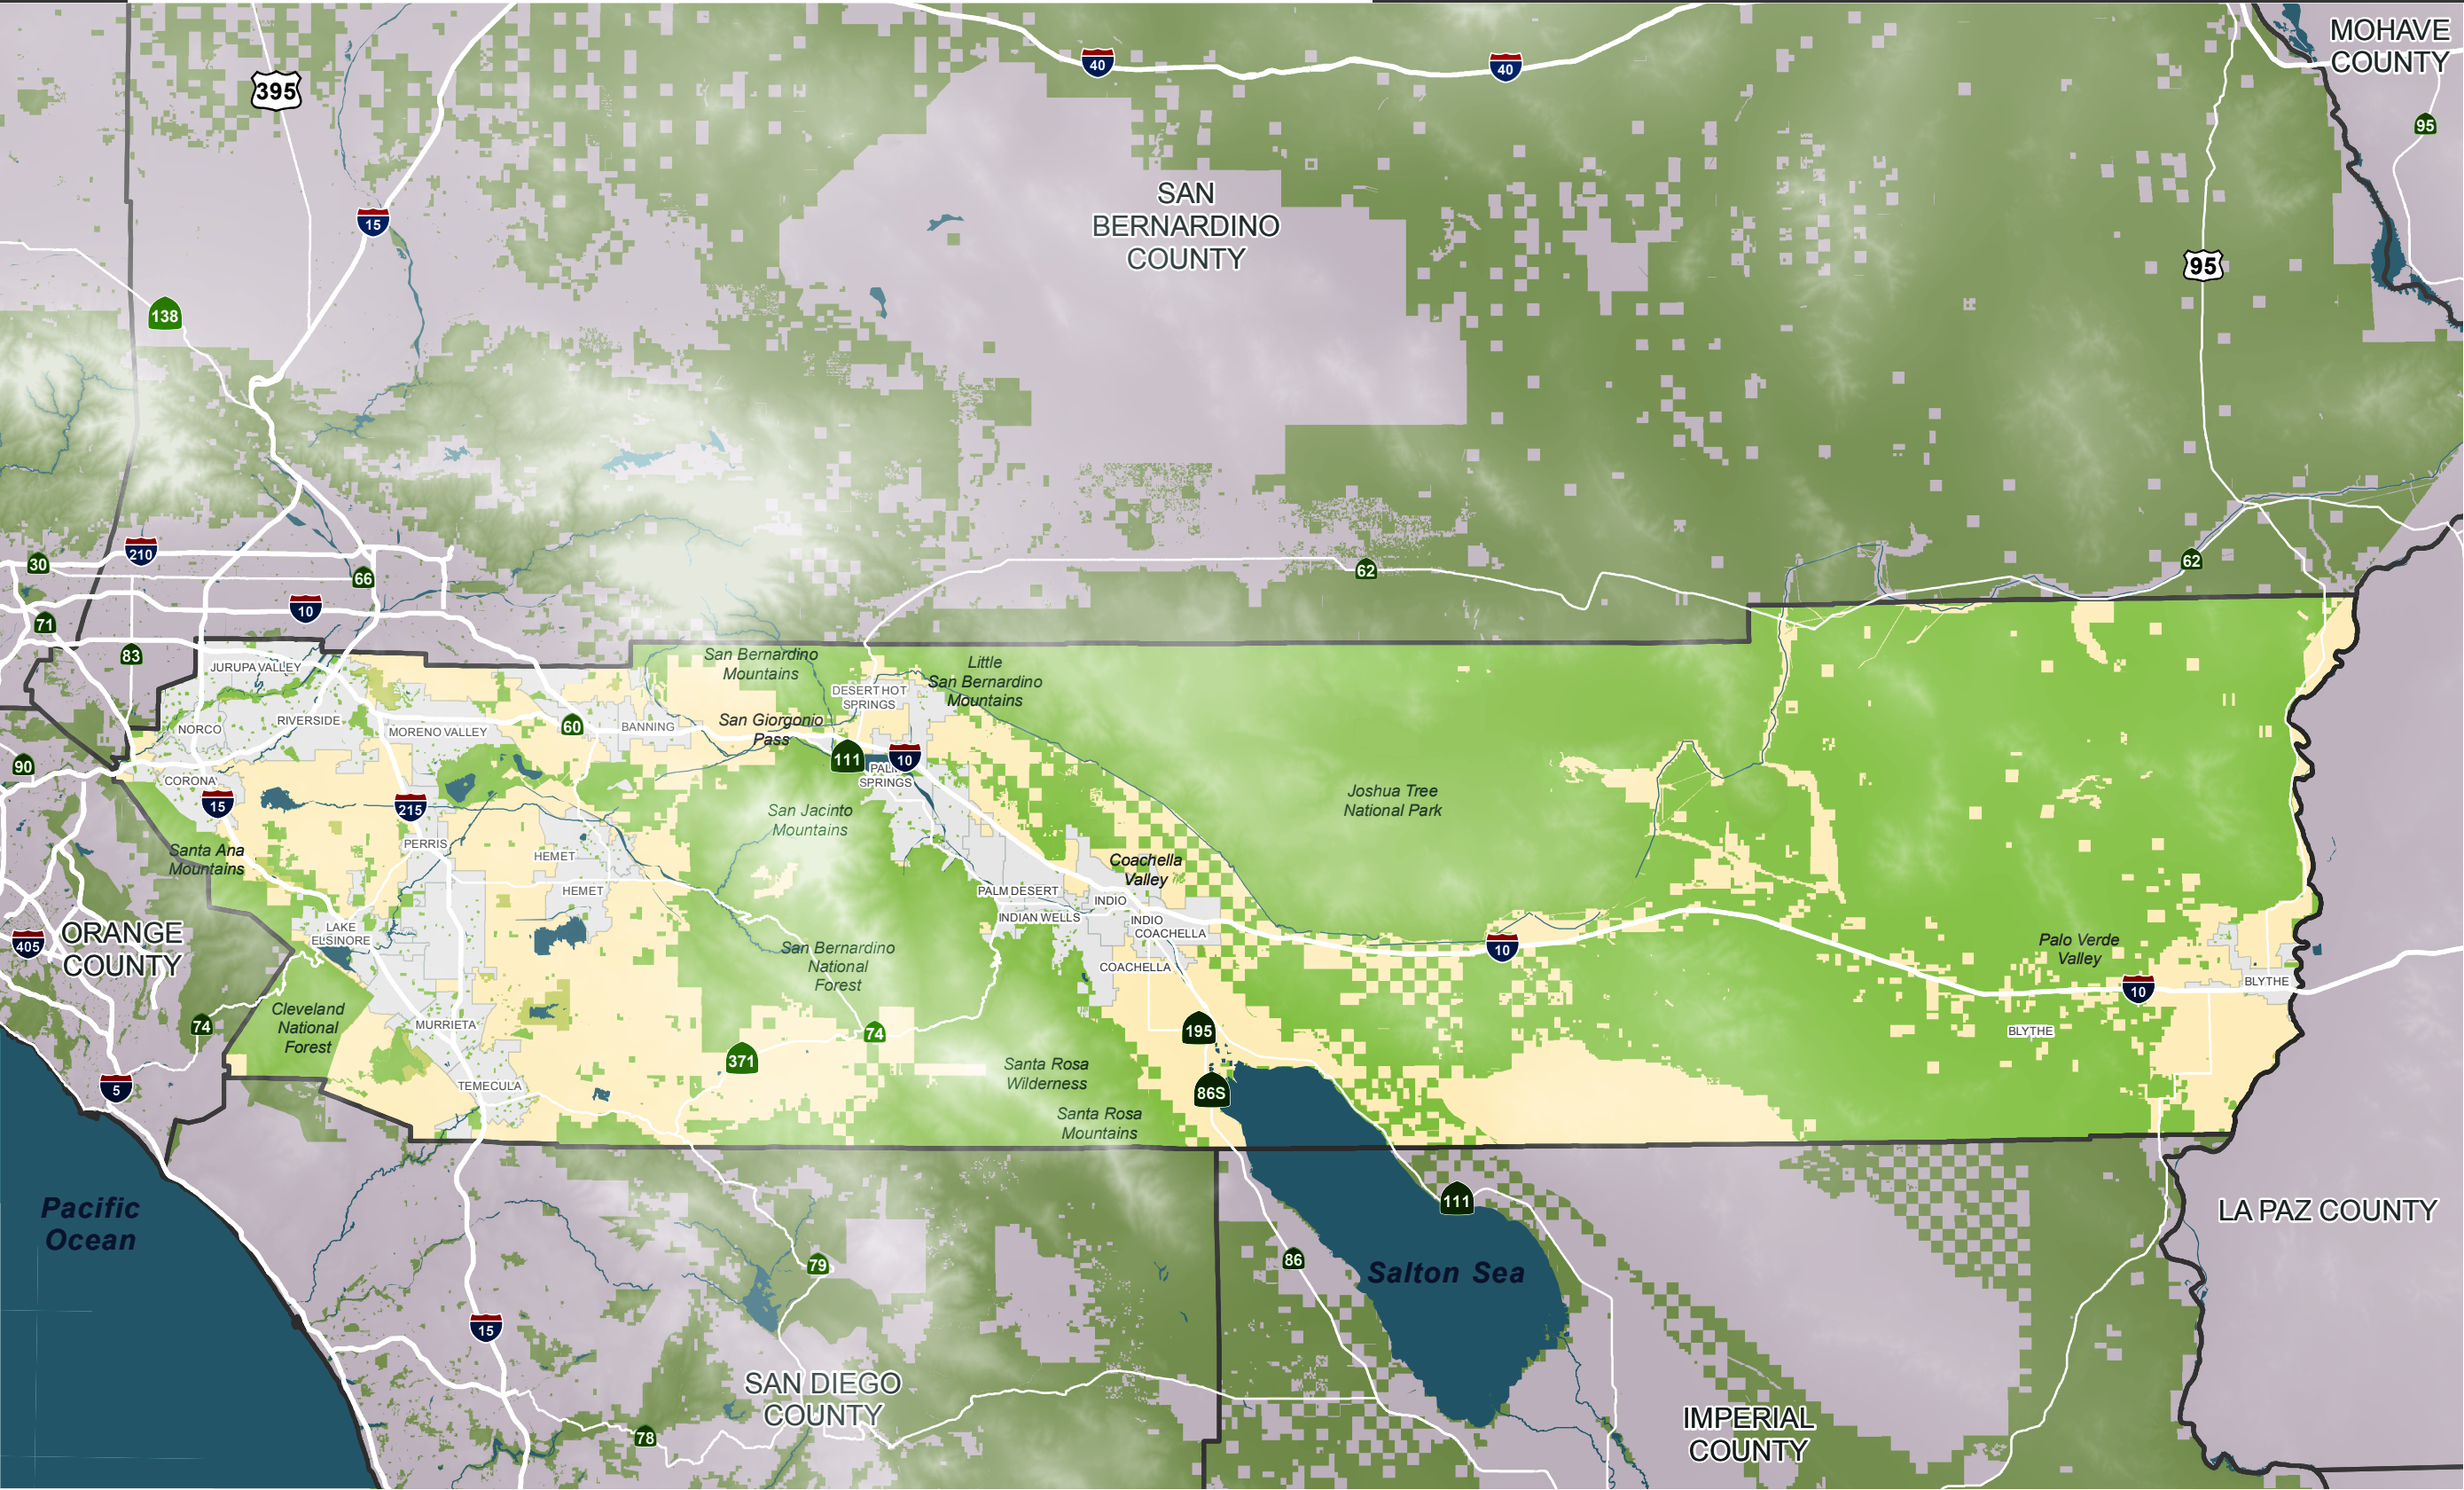 MOHAVE
COUNTY
40
40
395
95
SAN
BERNARDINO
COUNTY
15
95
138
210
30
66
62
62
10
71
83
San Bernardino
Mountains
Little
San Bernardino
Mountains
JURUPA VALLEY
DESERT HOT
SPRINGS
RIVERSIDE
NORCO
MORENO VALLEY
60
BANNING
San Giorgonio
Pass
111
10
90
CORONA
PALM
SPRINGS
15
215
San Jacinto
Mountains
Joshua Tree
National Park
PERRIS
Santa Ana
Mountains
HEMET
HEMET
Coachella
Valley
PALM DESERT
INDIO
INDIAN WELLS
INDIO
COACHELLA
COACHELLA
ORANGE
COUNTY
405
LAKE
ELSINORE
San Bernardino
National
Forest
10
Palo Verde
Valley
10
BLYTHE
BLYTHE
Cleveland
National
Forest
74
MURRIETA
74
195
371
5
TEMECULA
Santa Rosa
Wilderness
86S
Santa Rosa
Mountains
Pacific
Ocean
111
LA PAZ COUNTY
79
86
Salton Sea
15
SAN DIEGO
COUNTY
78
IMPERIAL
COUNTY